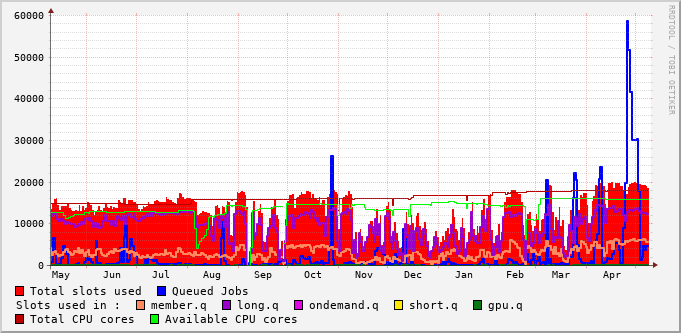 RRDTOOL / TOBI OETIKER
60000
50000
40000
30000
20000
10000
0
May Jun Jul Aug Sep Oct Nov Dec Jan Feb Mar Apr
Total slots used Queued Jobs
Slots used in : member.q long.q ondemand.q short.q gpu.q
Total CPU cores Available CPU cores